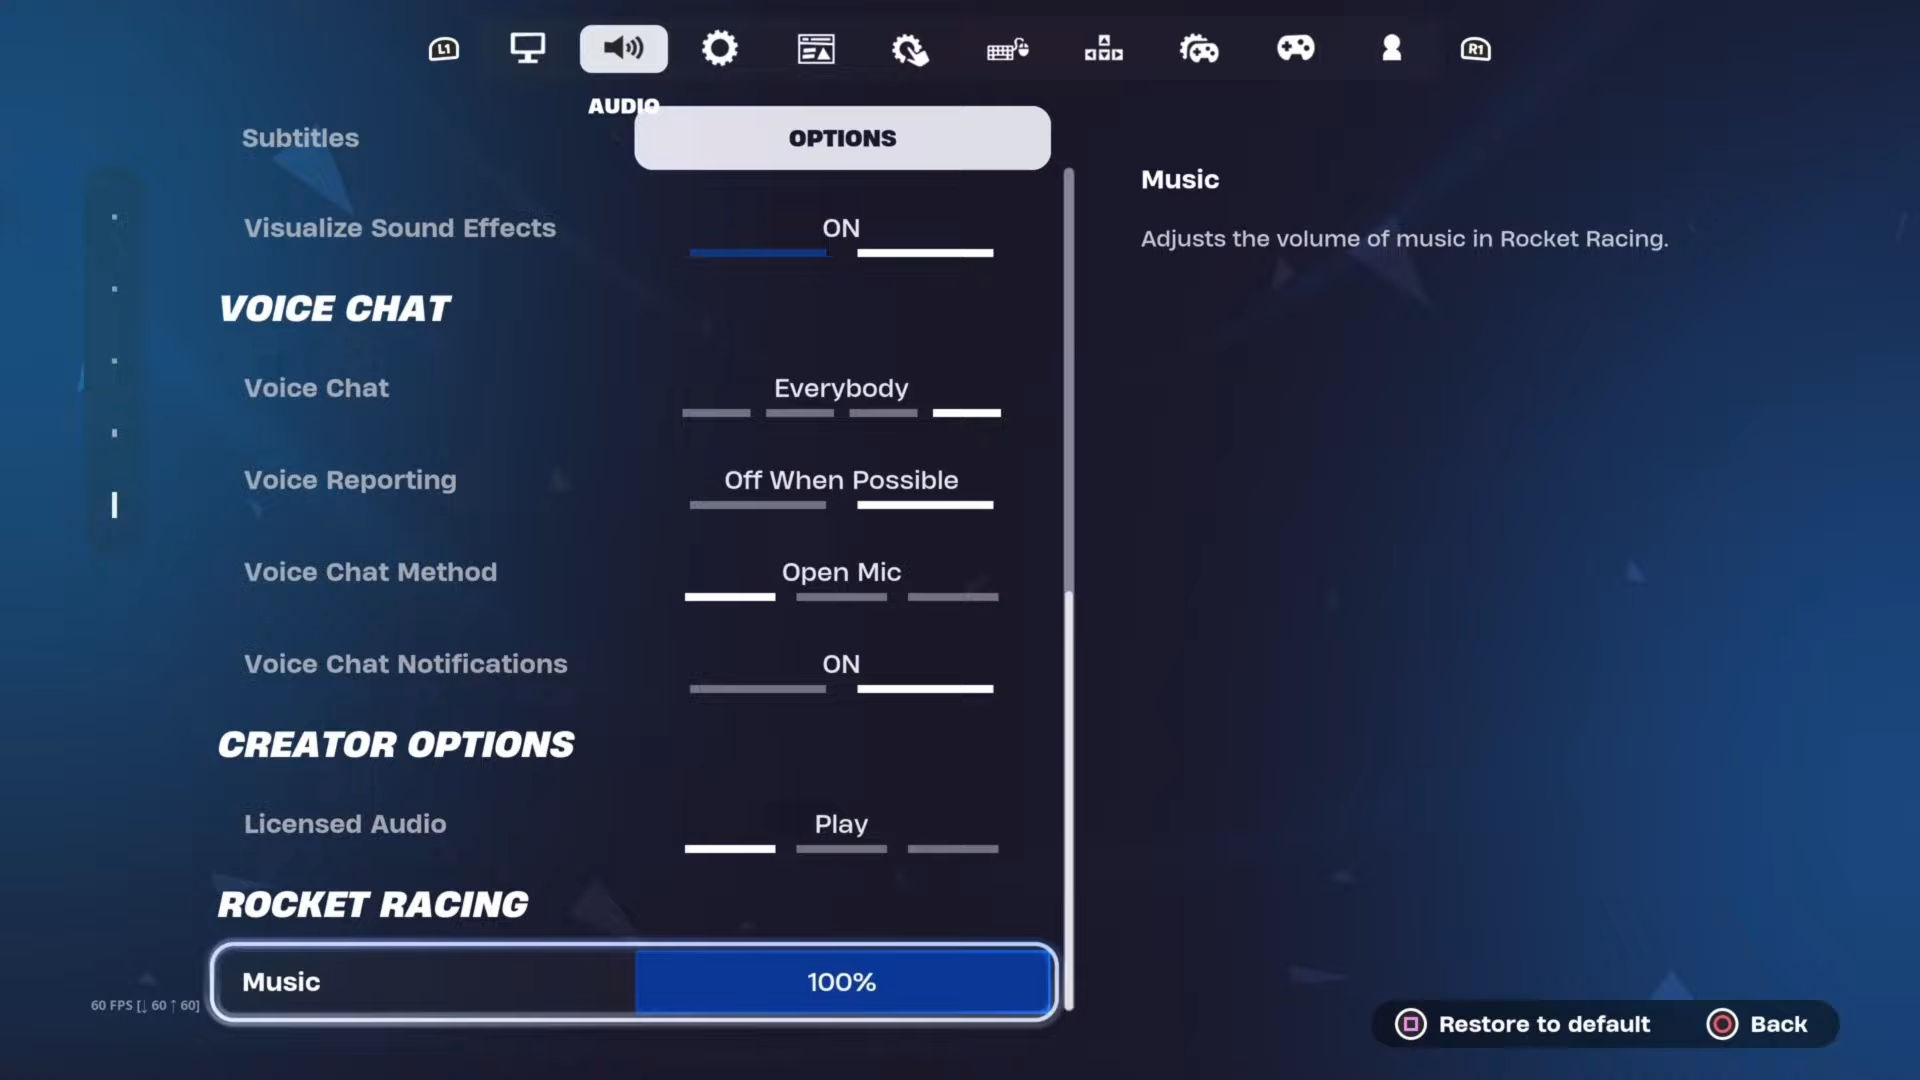 L1
R1
AUDIO
Subtitles
OPTIONS
Visualize Sound Effects
ON
VOICE CHAT
Voice Chat
Everybody
Voice Reporting
Off When Possible
Voice Chat Method
Open Mic
Voice Chat Notifications
ON
CREATOR OPTIONS
Licensed Audio
Play
ROCKET RACING
Music
100%
Music
Adjusts the volume of music in Rocket Racing.
60 FPS [↓ 60 ↑ 60]
Restore to default
Back